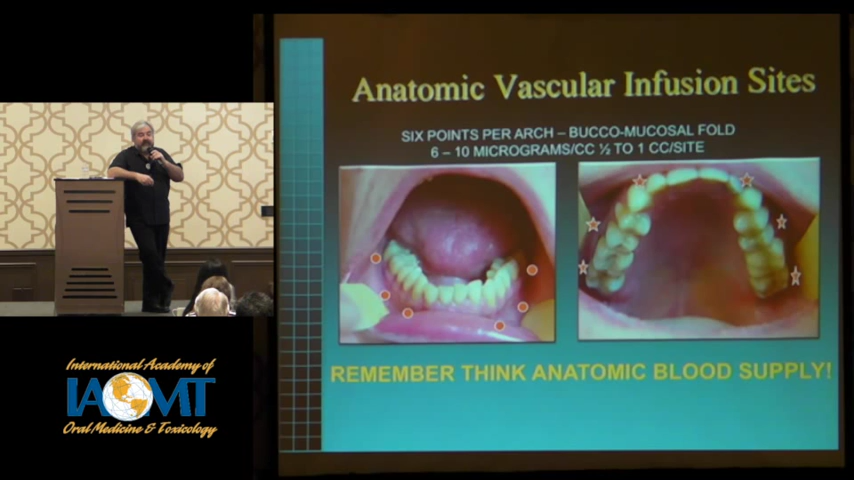 Anatomic Vascular Infusion Sites
SIX POINTS PER ARCH – BUCCO-MUCOSAL FOLD
6 – 10 MICROGRAMS/CC ½ TO 1 CC/SITE
REMEMBER THINK ANATOMIC BLOOD SUPPLY!
International Academy of
IAOMT
Oral Medicine & Toxicology